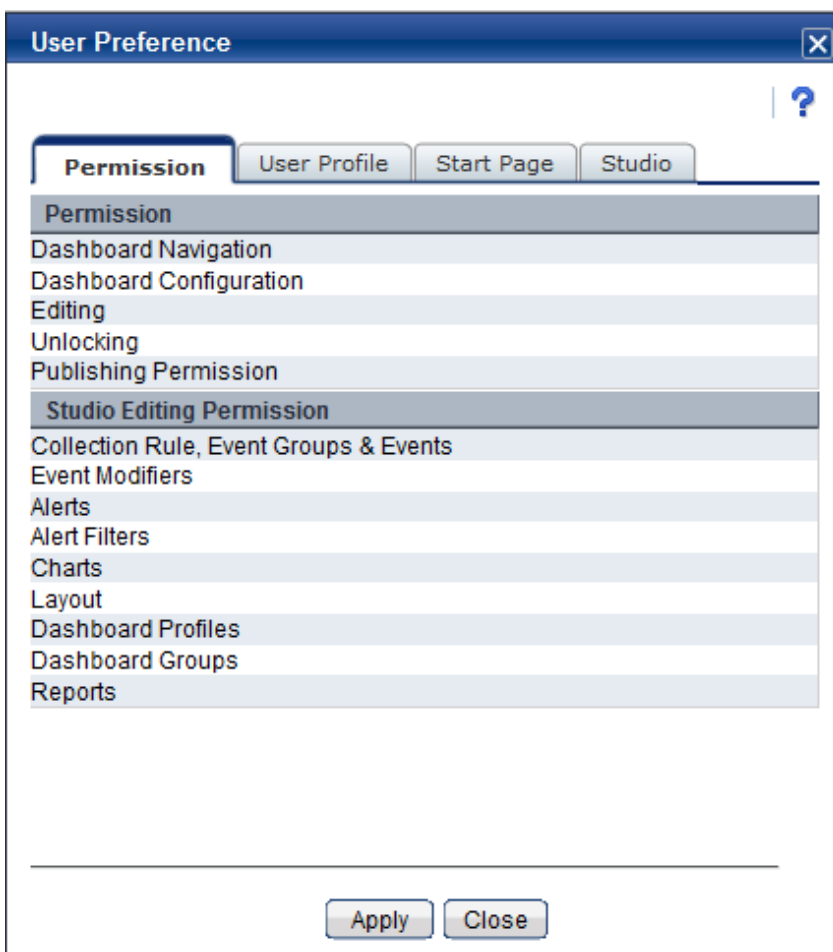 User Preference
?
Permission User Profile Start Page Studio
Permission
Dashboard Navigation
Dashboard Configuration
Editing
Unlocking
Publishing Permission
Studio Editing Permission
Collection Rule, Event Groups & Events
Event Modifiers
Alerts
Alert Filters
Charts
Layout
Dashboard Profiles
Dashboard Groups
Reports
Apply Close